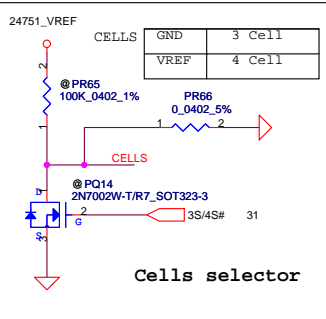 24751_VREF
CELLS GND 3 Cell
VREF 4 Cell
2
@ PR65
100K_0402_1%
1
PR66
0_0402_5%
1 2
CELLS
@ PQ14
2N7002W-T/R7_SOT323-3
1
D
2
G
S
3
3S/4S# 31
Cells selector